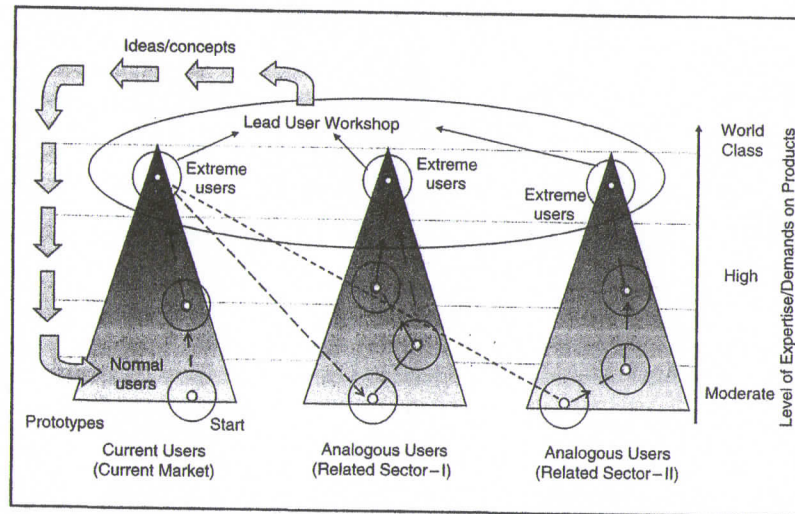 Ideas/concepts
Lead User Workshop
Extreme
users
Extreme
users
Extreme
users
World
Class
High
Moderate
Level of Expertise/Demands on Products
Normal
users
Prototypes
Start
Current Users
(Current Market)
Analogous Users
(Related Sector–I)
Analogous Users
(Related Sector–II)